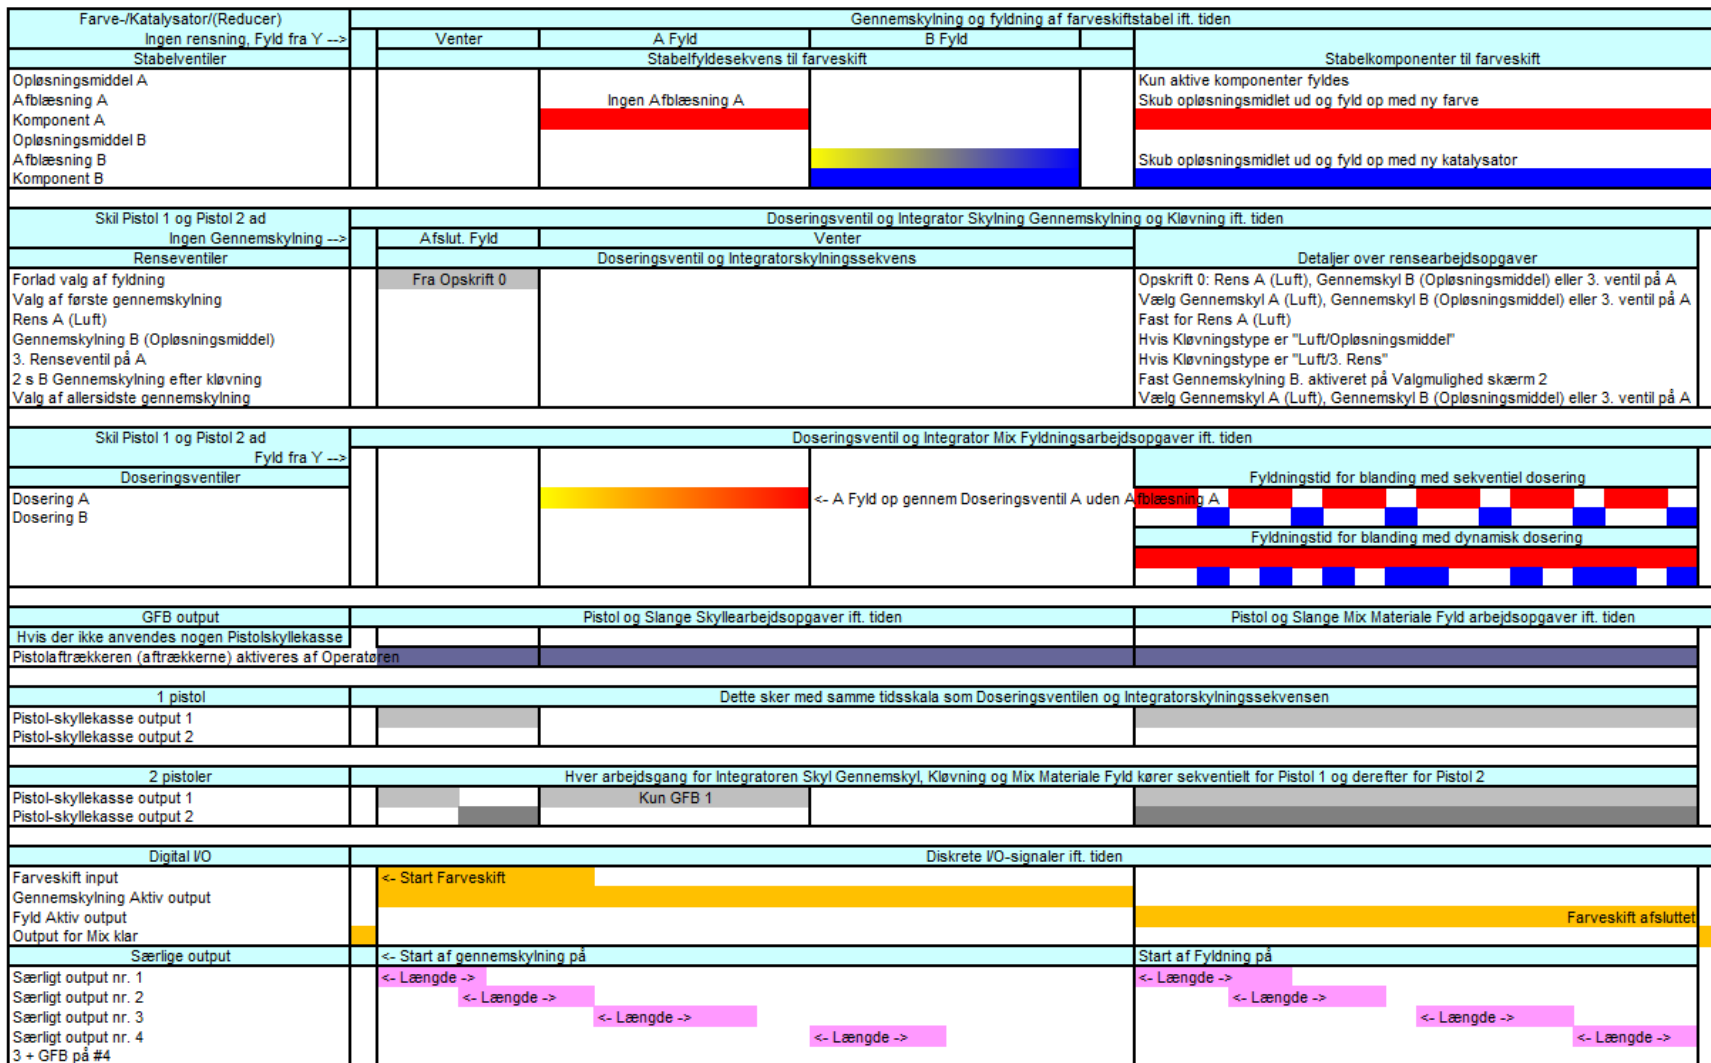 Farve-/Katalysator/(Reducer)
Gennemskylning og fyldning af farveskiftstabel ift. tiden
Ingen rensning, Fyld fra Y -->
Venter
A Fyld
B Fyld
Stabelventiler
Stabelfyldesekvens til farveskift
Stabelkomponenter til farveskift
Opløsningsmiddel A
Kun aktive komponenter fyldes
Afblæsning A
Ingen Afblæsning A
Skub opløsningsmidlet ud og fyld op med ny farve
Komponent A
Opløsningsmiddel B
Afblæsning B
Skub opløsningsmidlet ud og fyld op med ny katalysator
Komponent B
Skil Pistol 1 og Pistol 2 ad
Doseringsventil og Integrator Skylning Gennemskylning og Kløvning ift. tiden
Ingen Gennemskylning -->
Afslut. Fyld
Venter
Renseventiler
Doseringsventil og Integratorskylningssekvens
Detaljer over rensearbejdsopgaver
Forlad valg af fyldning
Fra Opskrift 0
Opskrift 0: Rens A (Luft), Gennemskyl B (Opløsningsmiddel) eller 3. ventil på A
Valg af første gennemskylning
Vælg Gennemskyl A (Luft), Gennemskyl B (Opløsningsmiddel) eller 3. ventil på A
Rens A (Luft)
Fast for Rens A (Luft)
Gennemskylning B (Opløsningsmiddel)
Hvis Kløvningstype er "Luft/Opløsningsmiddel"
3. Renseventil på A
Hvis Kløvningstype er "Luft/3. Rens"
2 s B Gennemskylning efter kløvning
Fast Gennemskylning B. aktiveret på Valgmulighed skærm 2
Valg af allersidste gennemskylning
Vælg Gennemskyl A (Luft), Gennemskyl B (Opløsningsmiddel) eller 3. ventil på A
Skil Pistol 1 og Pistol 2 ad
Doseringsventil og Integrator Mix Fyldningsarbejdsopgaver ift. tiden
Fyld fra Y -->
Doseringsventiler
Fyldningstid for blanding med sekventiel dosering
Dosering A
<- A Fyld op gennem Doseringsventil A uden Afblæsning A
Dosering B
Fyldningstid for blanding med dynamisk dosering
GFB output
Pistol og Slange Skyllearbejdsopgaver ift. tiden
Pistol og Slange Mix Materiale Fyld arbejdsopgaver ift. tiden
Hvis der ikke anvendes nogen Pistolskyllekasse
Pistolaftrækkeren (aftrækkerne) aktiveres af Operatøren
1 pistol
Dette sker med samme tidsskala som Doseringsventilen og Integratorskylningssekvensen
Pistol-skyllekasse output 1
Pistol-skyllekasse output 2
2 pistoler
Hver arbejdsgang for Integratoren Skyl Gennemskyl, Kløvning og Mix Materiale Fyld kører sekventielt for Pistol 1 og derefter for Pistol 2
Pistol-skyllekasse output 1
Kun GFB 1
Pistol-skyllekasse output 2
Digital I/O
Diskrete I/O-signaler ift. tiden
Farveskift input
<- Start Farveskift
Gennemskylning Aktiv output
Fyld Aktiv output
Farveskift afsluttet
Output for Mix klar
Særlige output
<- Start af gennemskylning på
Start af Fyldning på
Særligt output nr. 1
<- Længde ->
<- Længde ->
Særligt output nr. 2
<- Længde ->
<- Længde ->
Særligt output nr. 3
<- Længde ->
<- Længde ->
Særligt output nr. 4
<- Længde ->
<- Længde ->
3 + GFB på #4